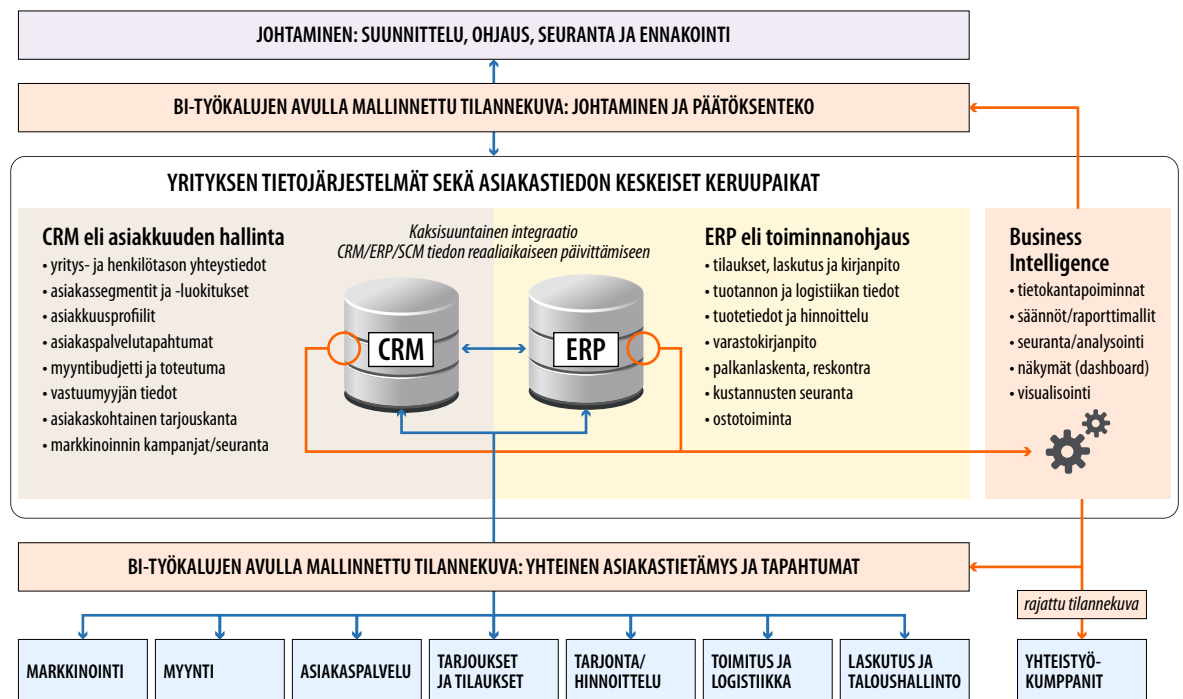 JOHTAMINEN: SUUNNITTELU, OHJAUS, SEURANTA JA ENNAKOINTI
BI-TYÖKALUJEN AVULLA MALLINNETTU TILANNEKUVA: JOHTAMINEN JA PÄÄTÖKSENTEKO
YRITYKSEN TIETOJÄRJESTELMÄT SEKÄ ASIAKASTIEDON KESKEISET KERUUPAIKAT
CRM eli asiakkuuden hallinta
• yritys- ja henkilötason yhteystiedot
• asiakassegmentit ja -luokitukset
• asiakkuusprofiilit
• asiakaspalvelutapahtumat
• myyntibudjetti ja toteutuma
• vastuumyyjän tiedot
• asiakaskohtainen tarjouskanta
• markkinoinnin kampanjat/seuranta
Kaksisuuntainen integraatio
CRM/ERP/SCM tiedon reaaliaikaiseen päivittämiseen
CRM
ERP
ERP eli toiminnanohjaus
• tilaukset, laskutus ja kirjanpito
• tuotannon ja logistiikan tiedot
• tuotetiedot ja hinnoittelu
• varastokirjanpito
• palkanlaskenta, reskontra
• kustannusten seuranta
• ostotoiminta
Business
Intelligence
• tietokantapoiminnat
• säännöt/raporttimallit
• seuranta/analysointi
• näkymät (dashboard)
• visualisointi
BI-TYÖKALUJEN AVULLA MALLINNETTU TILANNEKUVA: YHTEINEN ASIAKASTIETÄMYS JA TAPAHTUMAT
rajattu tilannekuva
MARKKINOINTI
MYYNTI
ASIAKASPALVELU
TARJOUKSET
JA TILAUKSET
TARJONTA/
HINNOITTELU
TOIMITUS JA
LOGISTIIKKA
LASKUTUS JA
TALOUSHALLINTO
YHTEISTYÖ-
KUMPPANIT